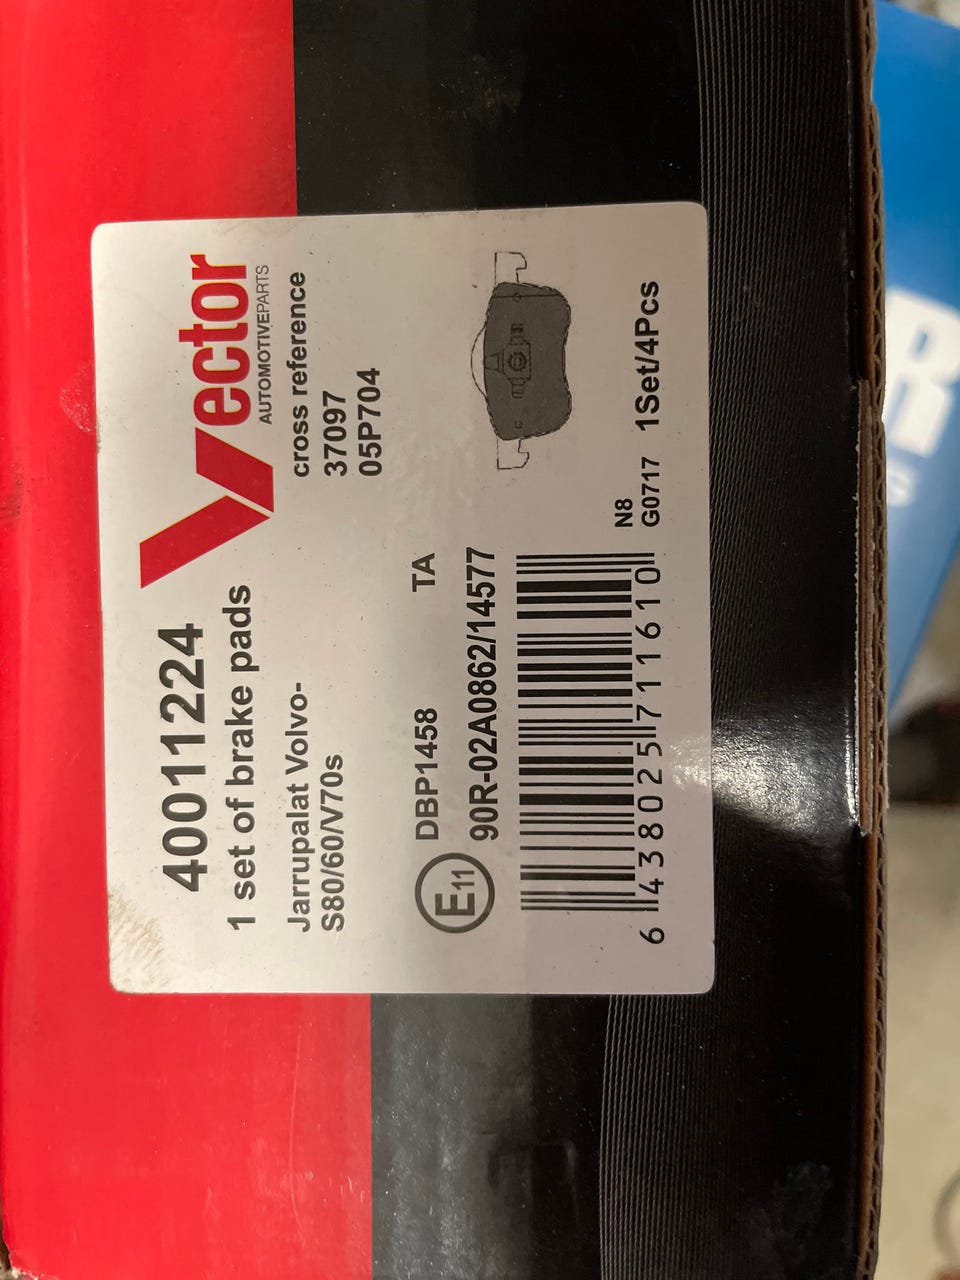 4001224
1 set of brake pads
Jarrupalat Volvo-
S80/60/V70s
Vector
AUTOMOTIVEPARTS
cross reference
37097
05P704
E11
DBP1458 TA
90R-02A0862/14577
6 438025 711610
N8
G0717 1Set/4Pcs
R
S